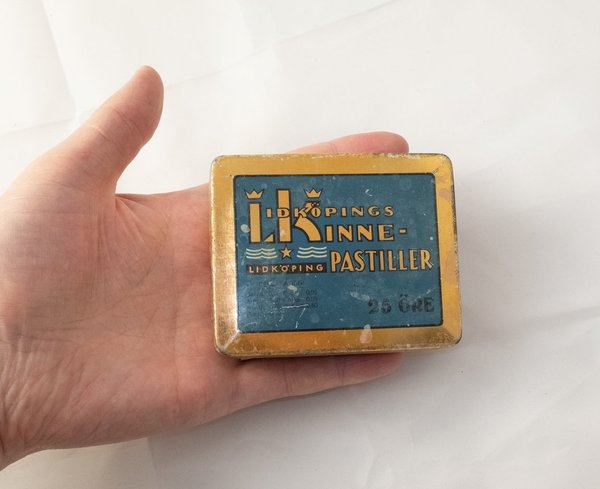 LIDKÖPINGS
KINNE-
PASTILLER
LIDKÖPING
25 ÖRE